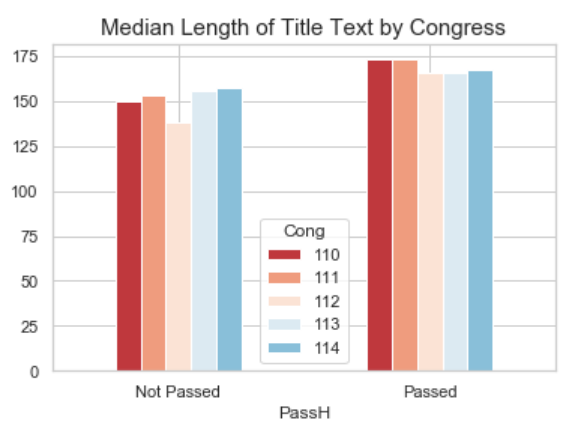 Median Length of Title Text by Congress
175
150
125
100
75
50
25
0
Cong
110
111
112
113
114
Not Passed
Passed
PassH